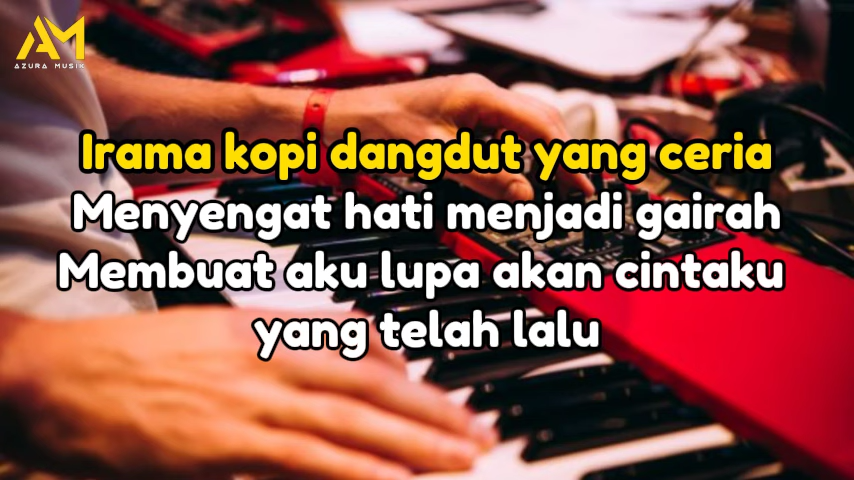 AM
AZURA MUSIK
Irama kopi dangdut yang ceria
Menyengat hati menjadi gairah
Membuat aku lupa akan cintaku
yang telah lalu